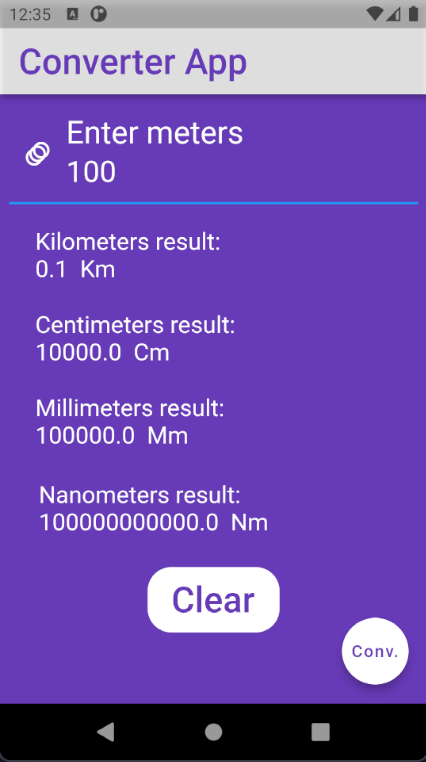 12:35
Converter App
Enter meters
100
Kilometers result:
0.1 Km
Centimeters result:
10000.0 Cm
Millimeters result:
100000.0 Mm
Nanometers result:
100000000000.0 Nm
Clear
Conv.